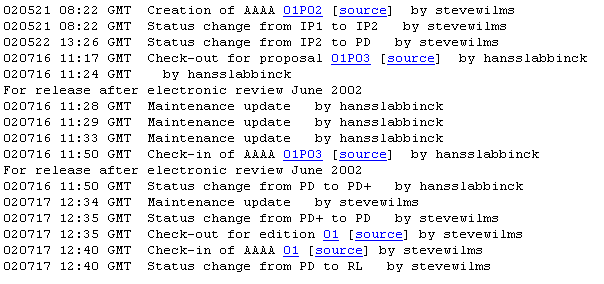 020521 08:22 GMT  Creation of AAAA 01P02 [source]  by stevewilms
020521 08:22 GMT  Status change from IP1 to IP2  by stevewilms
020522 13:26 GMT  Status change from IP2 to PD  by stevewilms
020716 11:17 GMT  Check-out for proposal 01P03 [source]  by hansslabbinck
020716 11:24 GMT    by hansslabbinck
For release after electronic review June 2002
020716 11:28 GMT  Maintenance update  by hansslabbinck
020716 11:29 GMT  Maintenance update  by hansslabbinck
020716 11:33 GMT  Maintenance update  by hansslabbinck
020716 11:50 GMT  Check-in of AAAA 01P03 [source]  by hansslabbinck
For release after electronic review June 2002
020716 11:50 GMT  Status change from PD to PD+  by hansslabbinck
020717 12:34 GMT  Maintenance update  by stevewilms
020717 12:35 GMT  Status change from PD+ to PD  by stevewilms
020717 12:35 GMT  Check-out for edition 01 [source]  by stevewilms
020717 12:40 GMT  Check-in of AAAA 01 [source]  by stevewilms
020717 12:40 GMT  Status change from PD to RL  by stevewilms